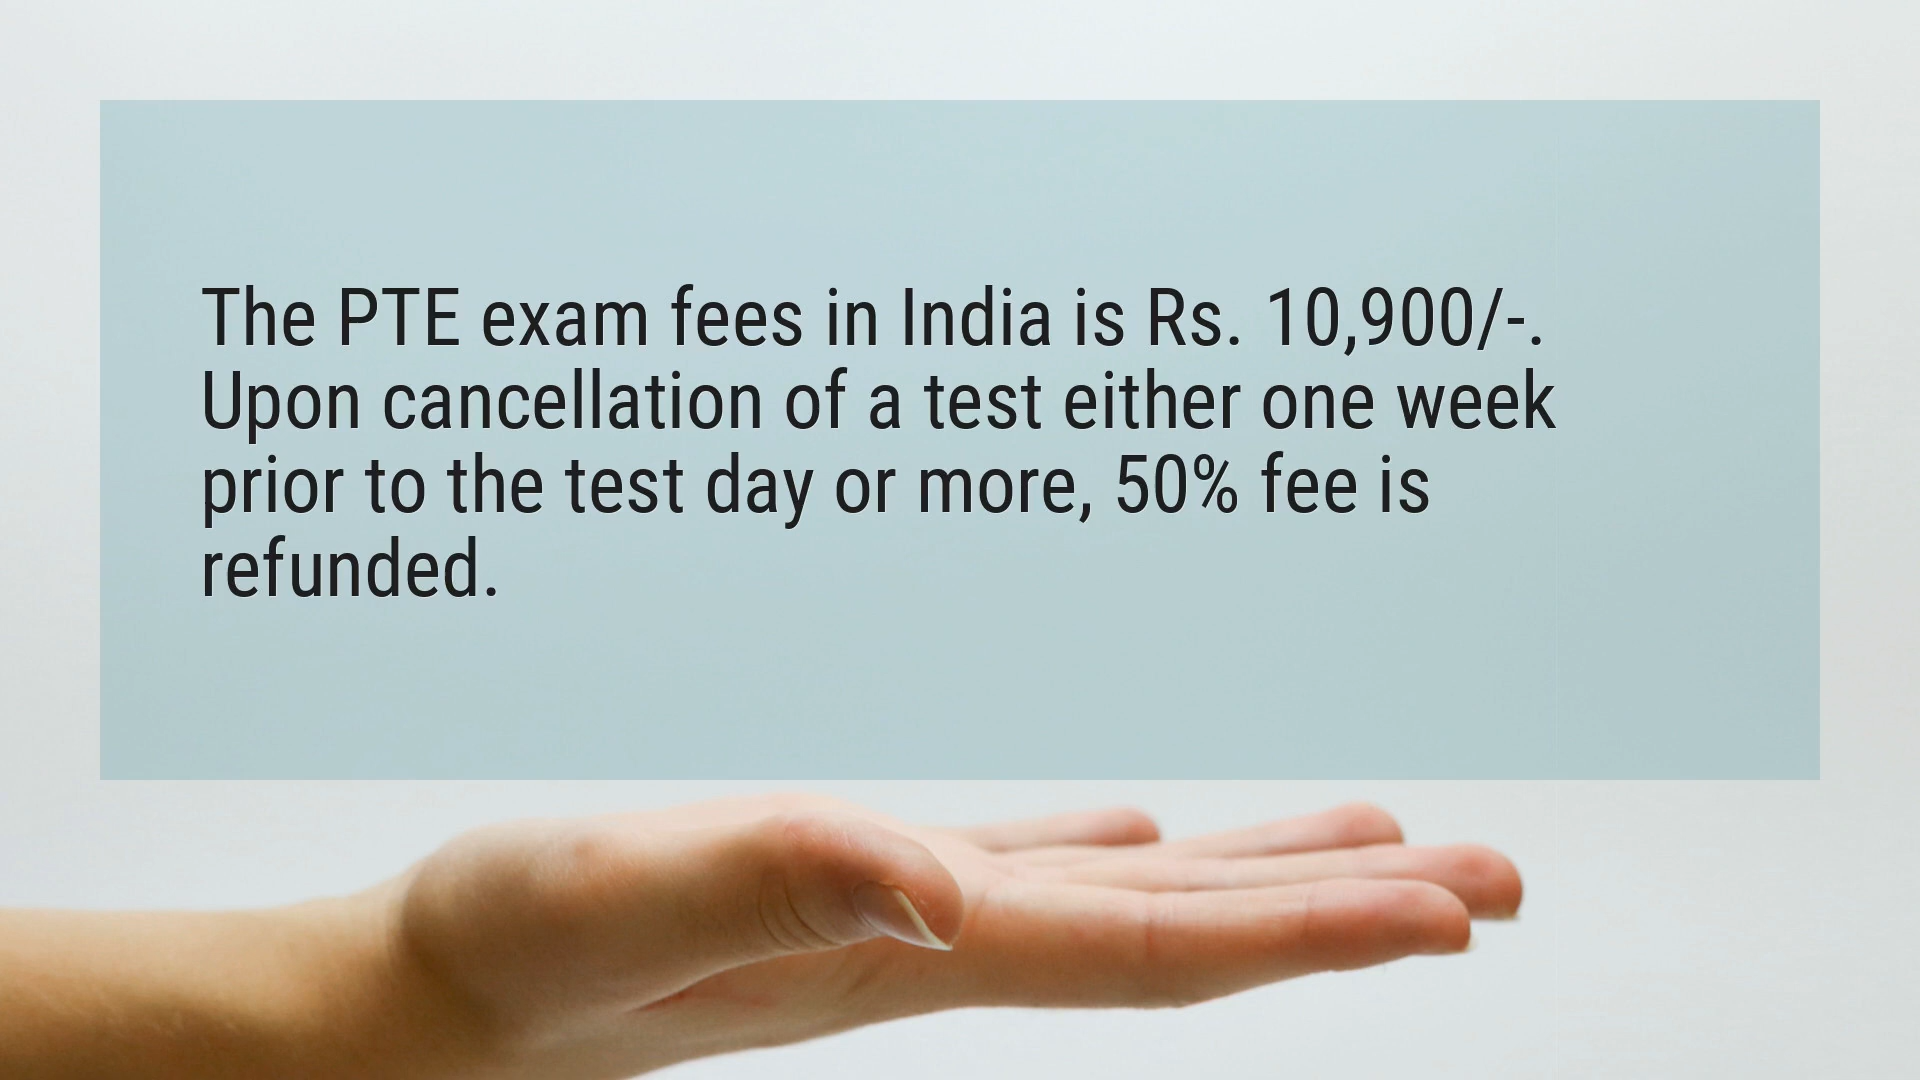 The PTE exam fees in India is Rs. 10,900/-.
Upon cancellation of a test either one week
prior to the test day or more, 50% fee is
refunded.